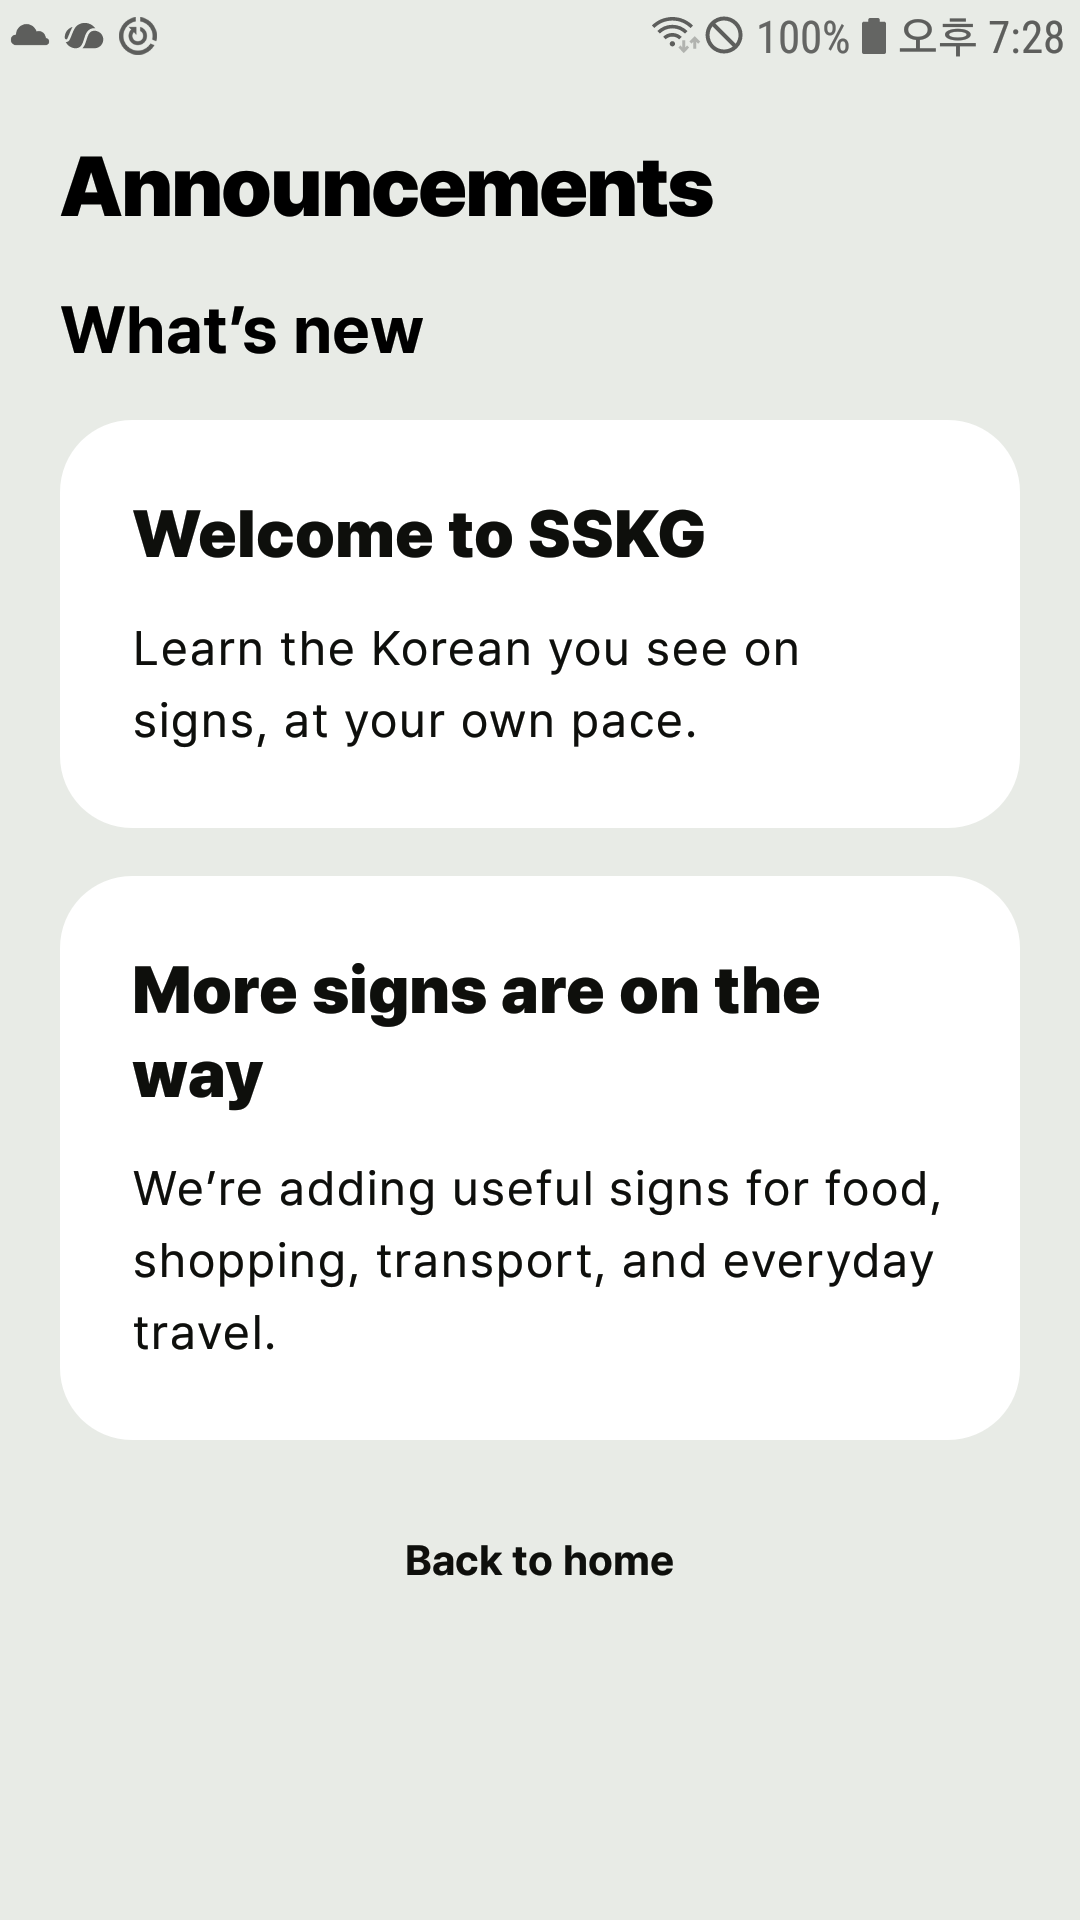 100% 오후 7:28
Announcements
What’s new
Welcome to SSKG
Learn the Korean you see on
signs, at your own pace.
More signs are on the
way
We’re adding useful signs for food,
shopping, transport, and everyday
travel.
Back to home